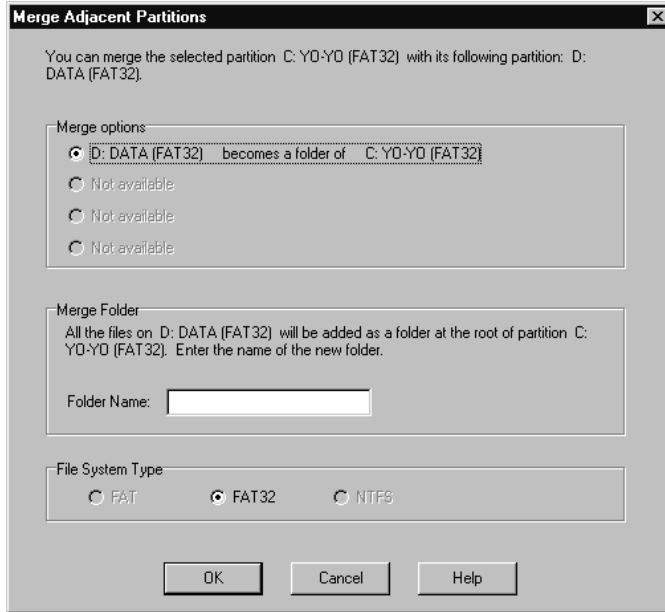 Merge Adjacent Partitions
You can merge the selected partition C: YO-YO (FAT32) with its following partition: D:
DATA (FAT32).
Merge options
D: DATA (FAT32) becomes a folder of C: YO-YO (FAT32)
Not available
Not available
Not available
Merge Folder
All the files on D: DATA (FAT32) will be added as a folder at the root of partition C:
YO-YO (FAT32). Enter the name of the new folder.
Folder Name:
File System Type
FAT FAT32 NTFS
OK Cancel Help